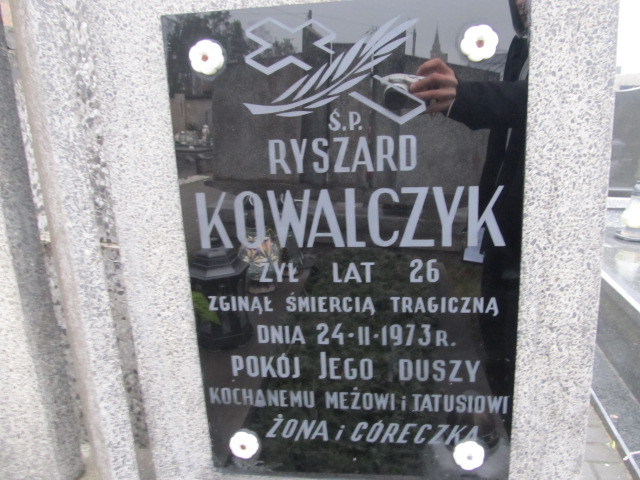 Ś.P.
RYSZARD
KOWALCZYK
ŻYŁ LAT 26
ZGINĄŁ ŚMIERCIĄ TRAGICZNĄ
DNIA 24-II-1973 R.
POKÓJ JEGO DUSZY
KOCHANEMU MĘŻOWI i TATUSIOWI
ŻONA i CÓRECZKA